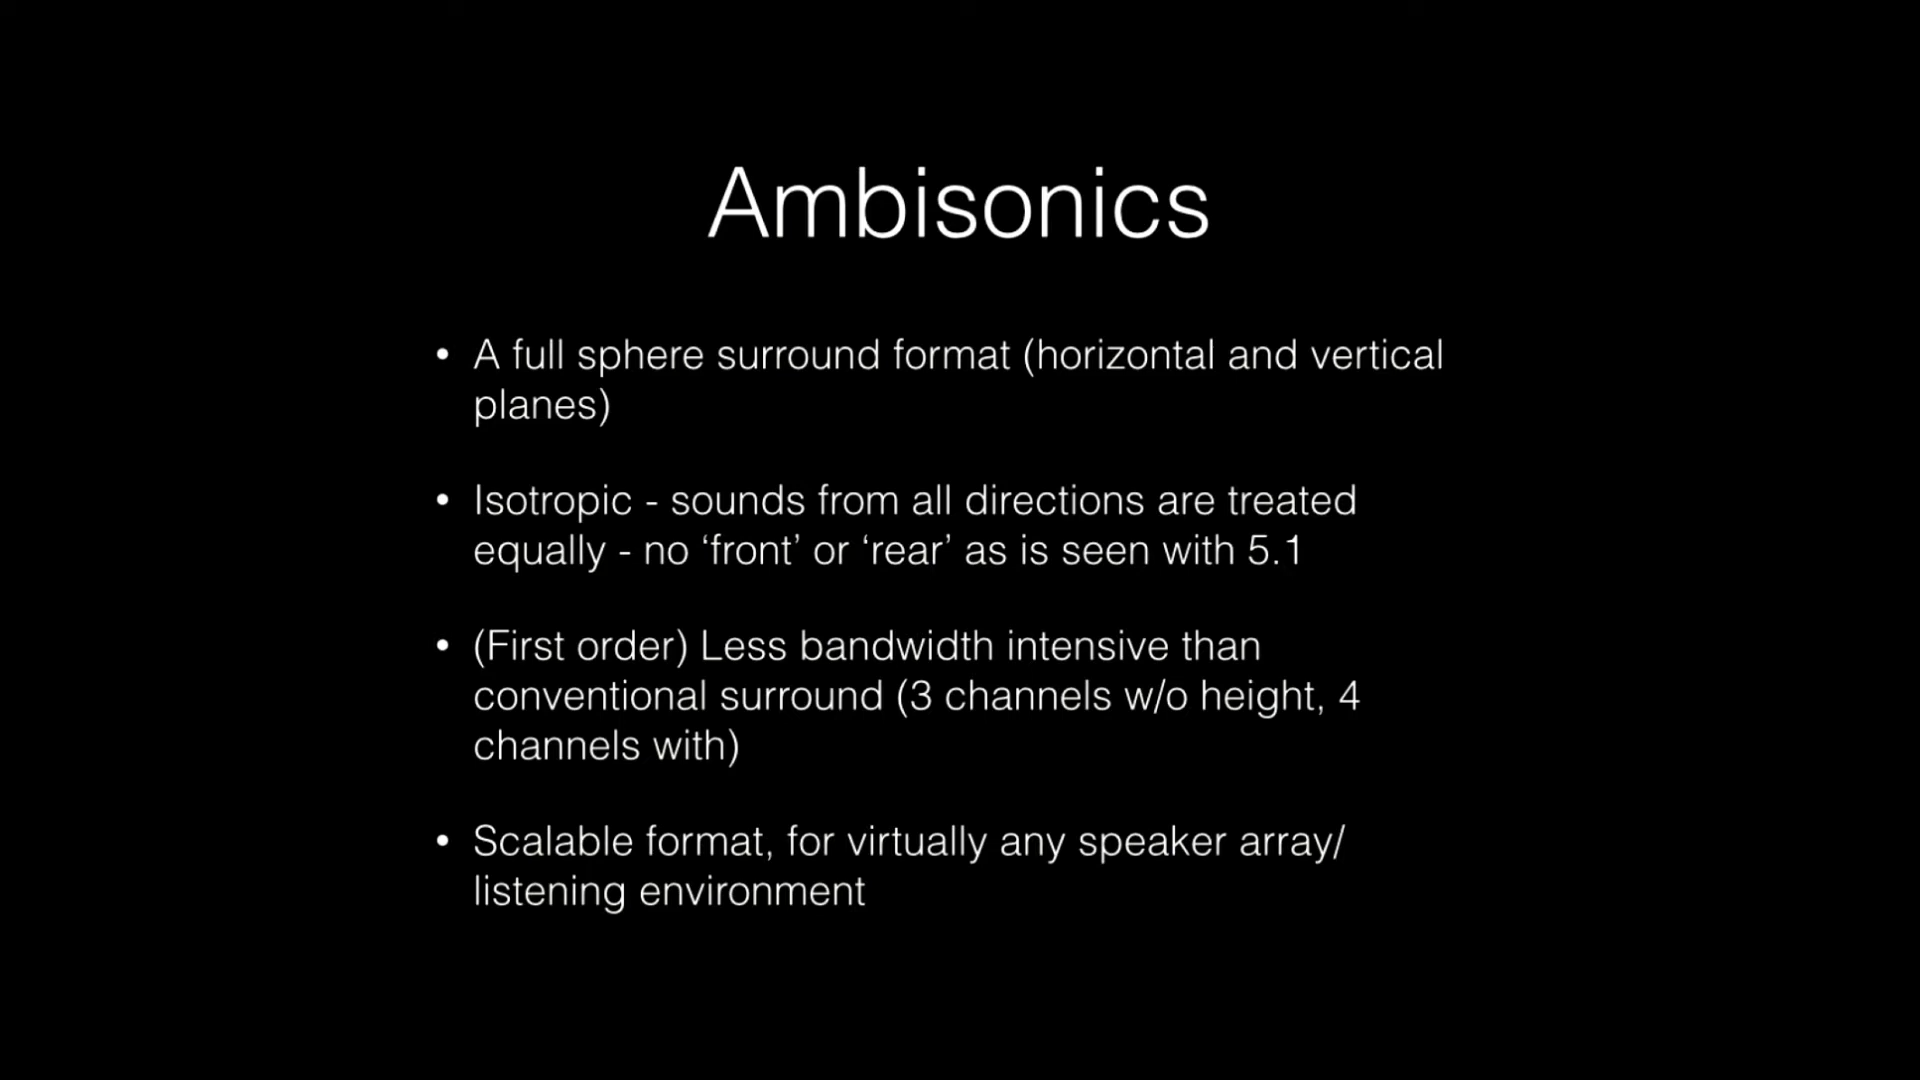 Ambisonics
• A full sphere surround format (horizontal and vertical
planes)
• Isotropic - sounds from all directions are treated
equally - no ‘front’ or ‘rear’ as is seen with 5.1
• (First order) Less bandwidth intensive than
conventional surround (3 channels w/o height, 4
channels with)
• Scalable format, for virtually any speaker array/
listening environment